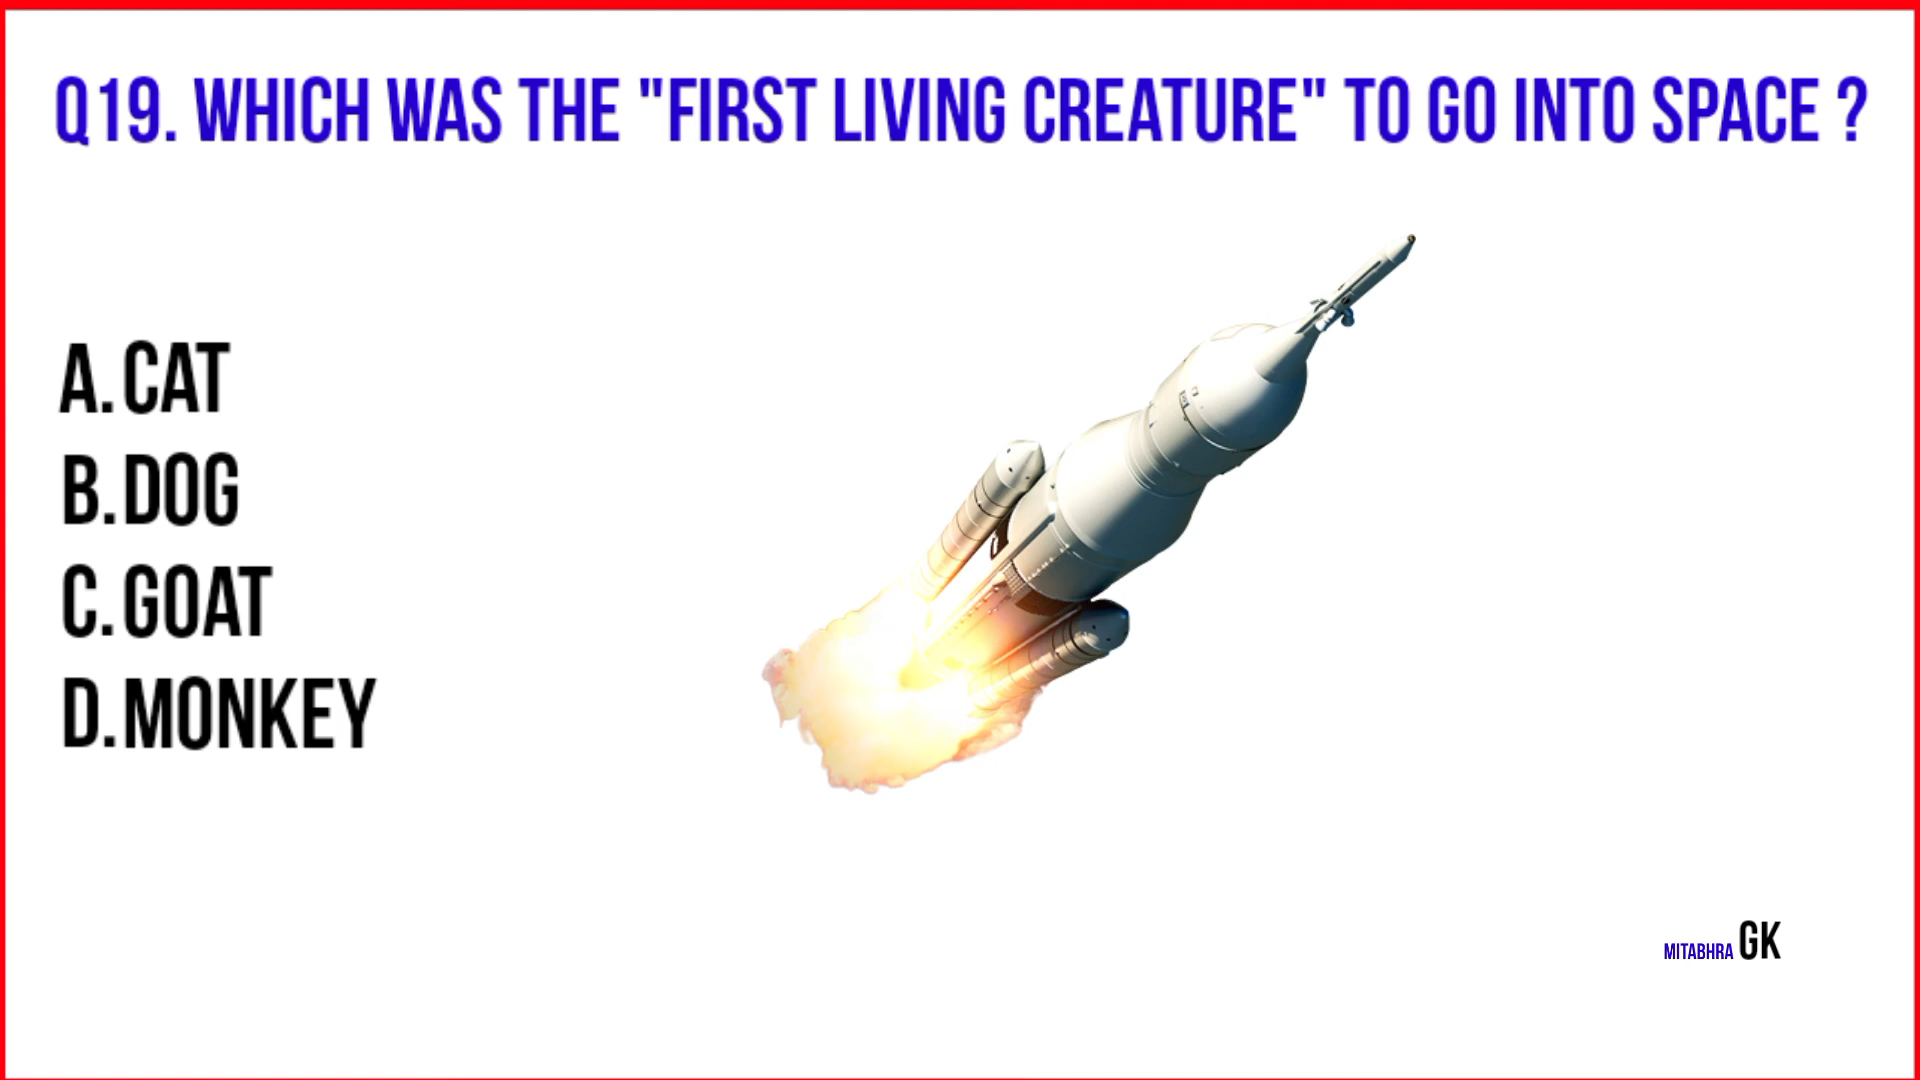 Q19. WHICH WAS THE "FIRST LIVING CREATURE" TO GO INTO SPACE ?
A. CAT
B. DOG
C. GOAT
D. MONKEY
MITABHRA GK